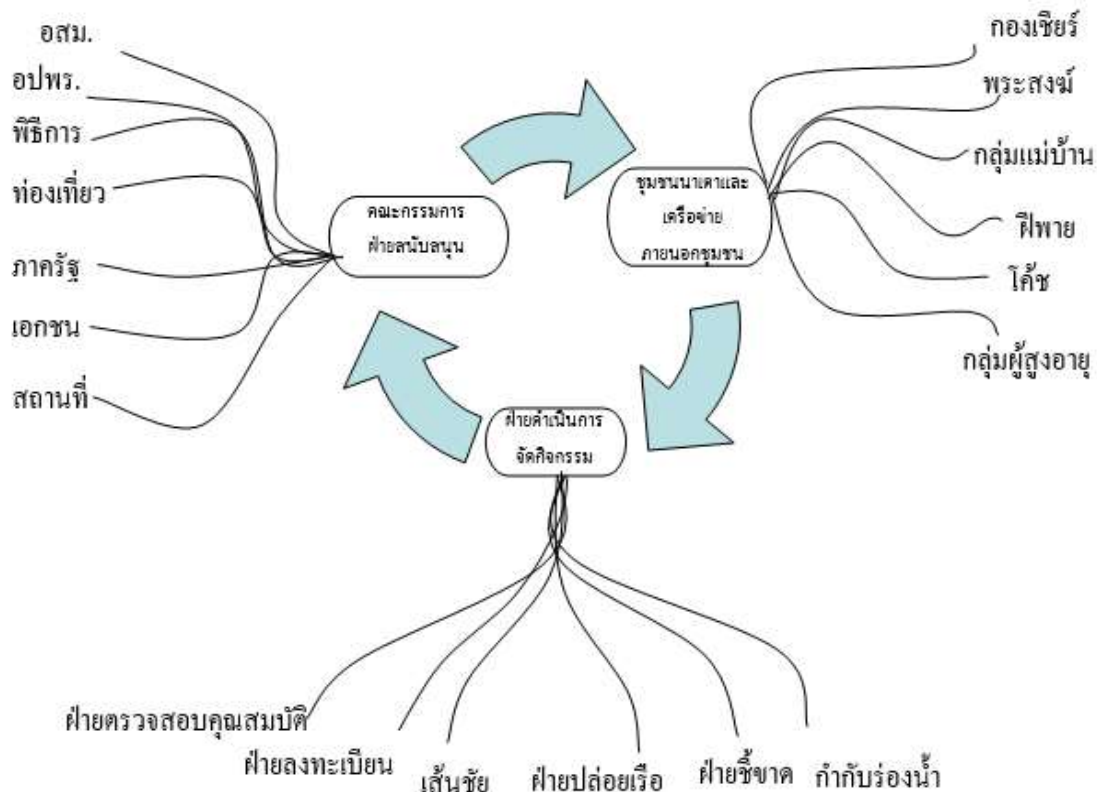 อสม.
อปพร.
พิธีการ
ท่องเที่ยว
ภาครัฐ
เอกชน
สถานที่
คณะกรรมการ
ฝ่ายสนับสนุน
กองเชียร์
พระสงฆ์
กลุ่มแม่บ้าน
ฝีพาย
โค้ช
กลุ่มผู้สูงอายุ
ชุมชนนาเตาและ
เครือข่าย
ภายนอกชุมชน
ฝ่ายดำเนินการ
จัดกิจกรรม
ฝ่ายตรวจสอบคุณสมบัติ
ฝ่ายลงทะเบียน
เส้นชัย
ฝ่ายปล่อยเรือ
ฝ่ายชี้ขาด
กำกับร่องน้ำ